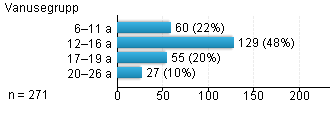 Vanusegrupp
6–11 a 60 (22%)
12–16 a 129 (48%)
17–19 a 55 (20%)
20–26 a 27 (10%)
n = 271 0 50 100 150 200